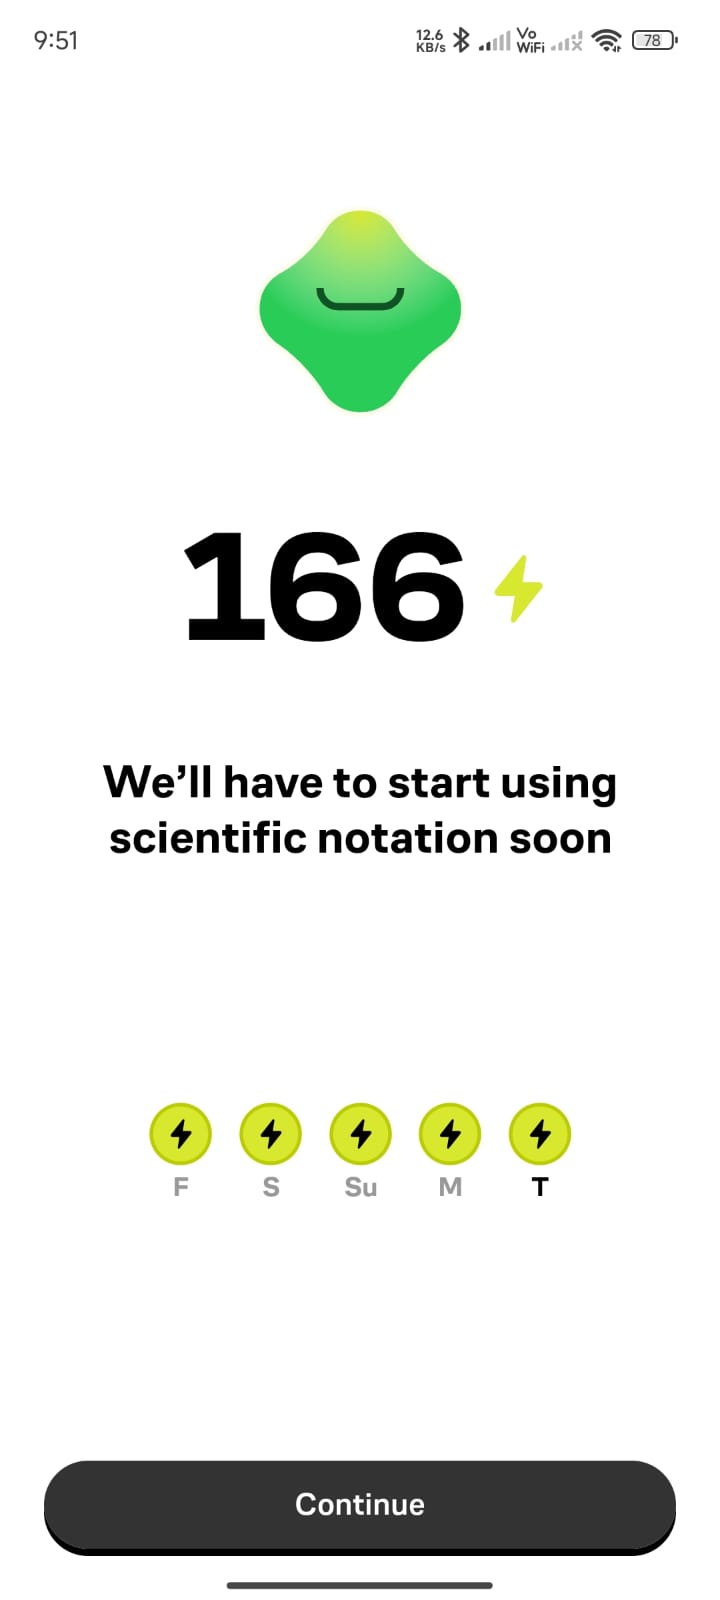 9:51
12.6 KB/s Vo WiFi 78
166
We’ll have to start using
scientific notation soon
F S Su M T
Continue